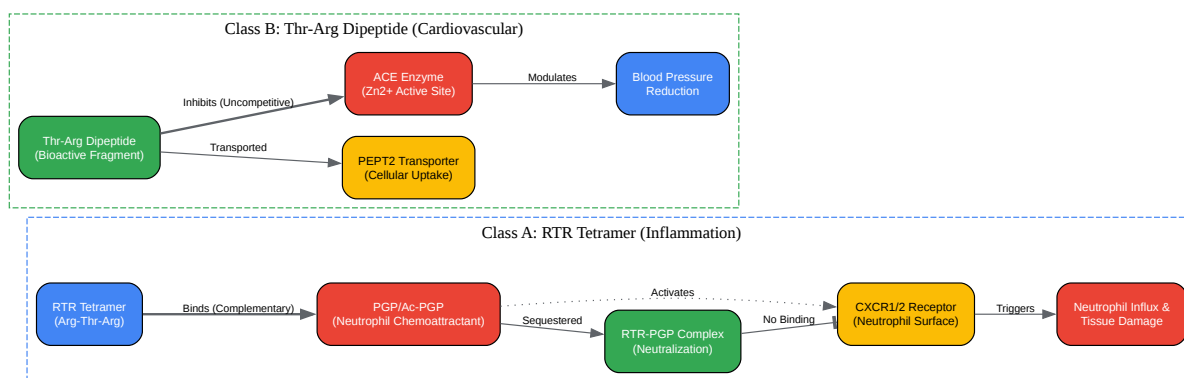 Class B: Thr-Arg Dipeptide (Cardiovascular)
Thr-Arg Dipeptide
(Bioactive Fragment)
Inhibits (Uncompetitive)
ACE Enzyme
(Zn2+ Active Site)
Modulates
Blood Pressure
Reduction
Transported
PEPT2 Transporter
(Cellular Uptake)
Class A: RTR Tetramer (Inflammation)
RTR Tetramer
(Arg-Thr-Arg)
Binds (Complementary)
PGP/Ac-PGP
(Neutrophil Chemoattractant)
Activates
Sequestered
RTR-PGP Complex
(Neutralization)
No Binding
CXCR1/2 Receptor
(Neutrophil Surface)
Triggers
Neutrophil Influx &
Tissue Damage